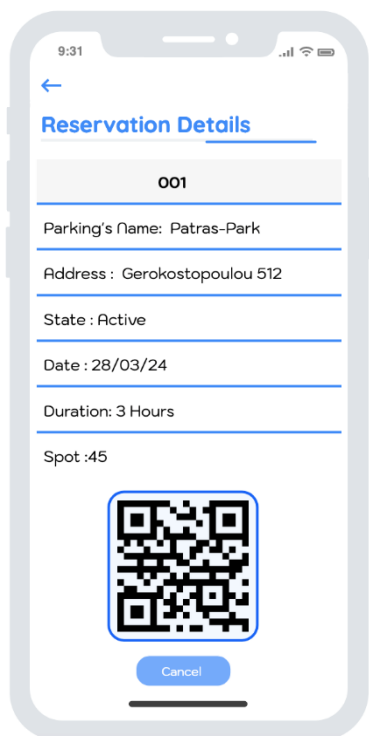 9:31
Reservation Details
001
Parking's Name: Patras-Park
Address : Gerokostopoulou 512
State : Active
Date : 28/03/24
Duration: 3 Hours
Spot :45
Cancel